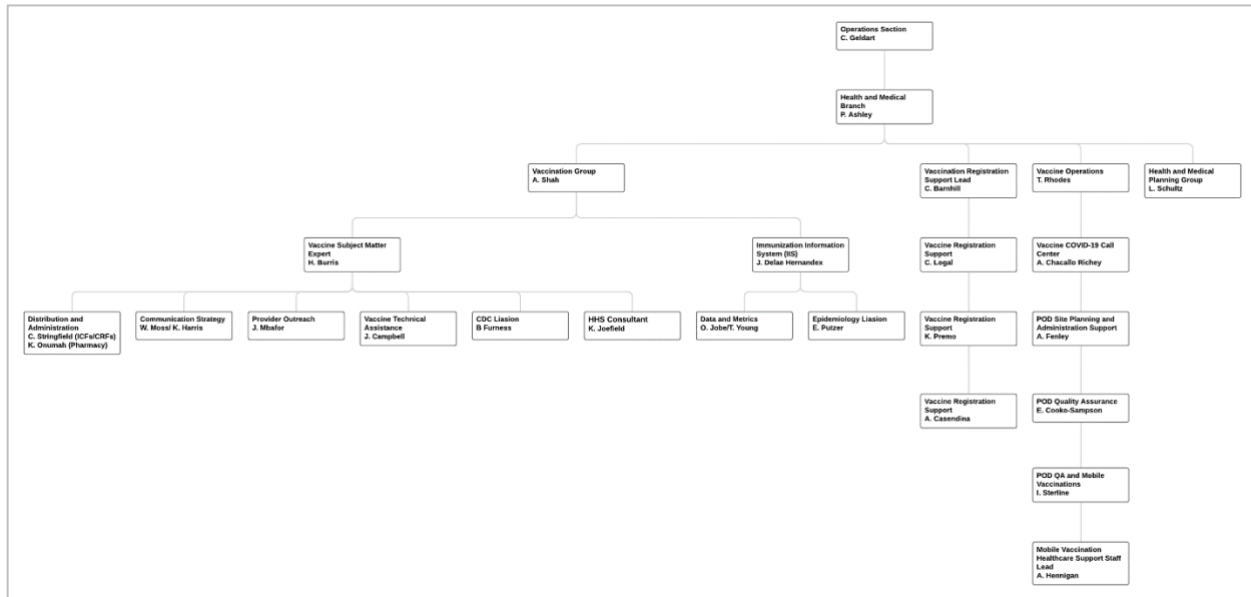 Operations Section
C. Geldart
Health and Medical
Branch
P. Ashley
Vaccination Group
A. Shah
Vaccination Registration
Support Lead
C. Barnhill
Vaccine Operations
T. Rhodes
Health and Medical
Planning Group
L. Schultz
Vaccine Subject Matter
Expert
H. Burris
Immunization Information
System (IIS)
J. Delae Hernandex
Vaccine Registration
Support
C. Legal
Vaccine COVID-19 Call
Center
A. Chacallo Richey
Distribution and
Administration
C. Stringfield (ICFs/CRFs)
K. Onumah (Pharmacy)
Communication Strategy
W. Moss/ K. Harris
Provider Outreach
J. Mbafor
Vaccine Technical
Assistance
J. Campbell
CDC Liasion
B Furness
HHS Consultant
K. Joefield
Data and Metrics
O. Jobe/T. Young
Epidemiology Liasion
E. Putzer
Vaccine Registration
Support
K. Premo
POD Site Planning and
Administration Support
A. Fenley
Vaccine Registration
Support
A. Casendina
POD Quality Assurance
E. Cooko-Sampson
POD QA and Mobile
Vaccinations
I. Sterline
Mobile Vaccination
Healthcare Support Staff
Lead
A. Hennigan